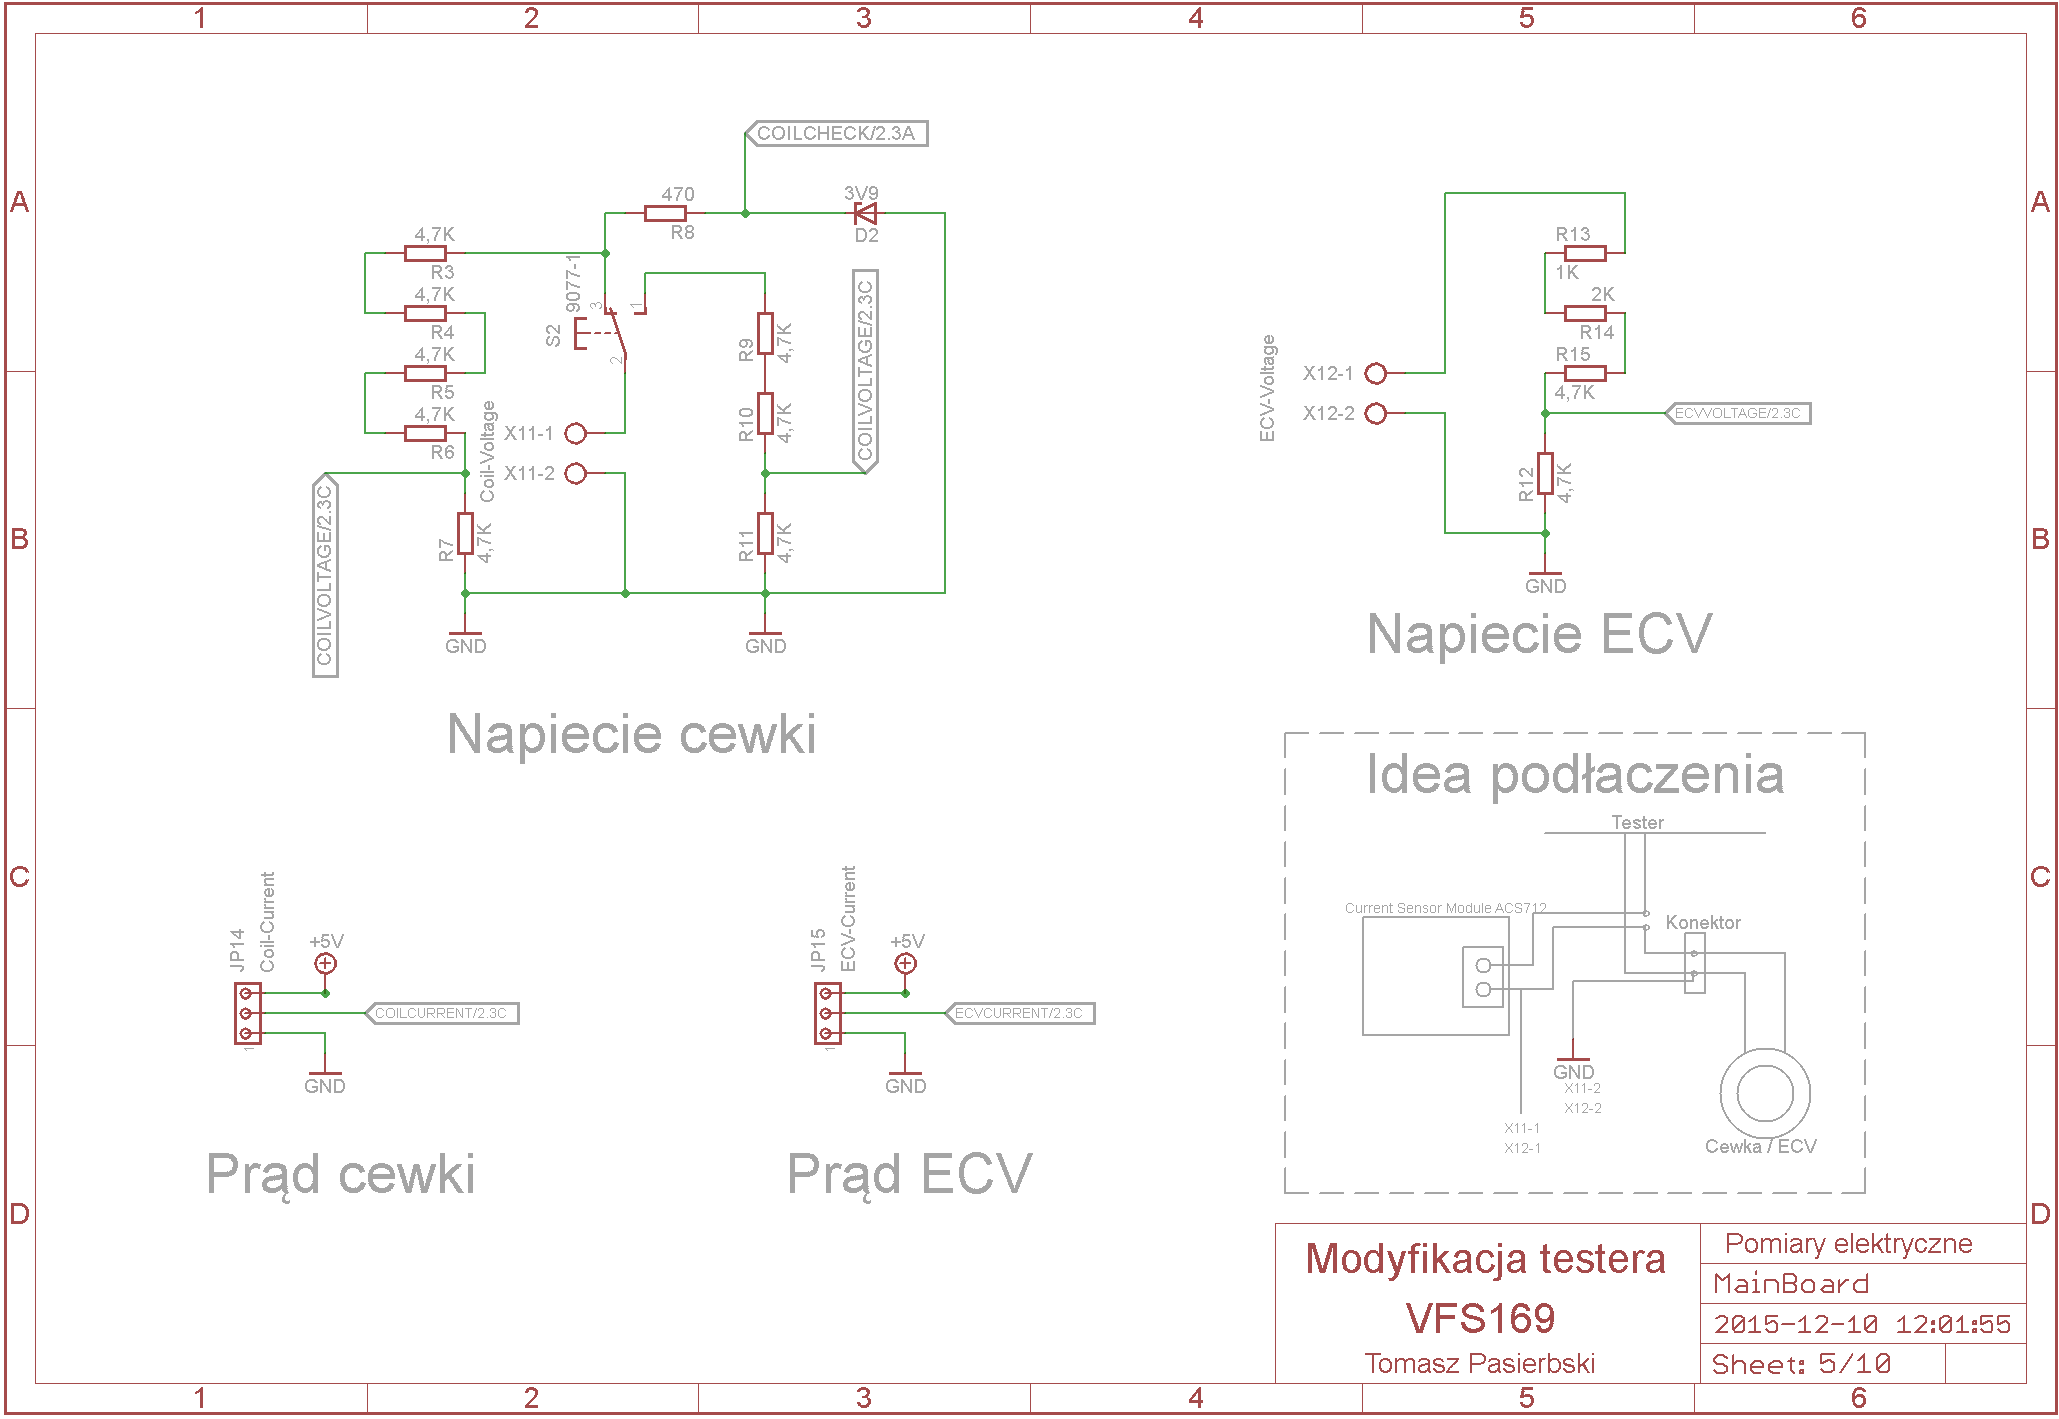 1 2 3 4 5 6
A A
B B
C C
D D
COILCHECK/2.3A
470
R8
3V9
D2
4,7K
R3
4,7K
R4
4,7K
R5
4,7K
R6
9077-1
S2
3
1
2
R9
4,7K
R10
4,7K
COILVOLTAGE/2.3C
Coil-Voltage
X11-1
X11-2
COILVOLTAGE/2.3C
R7
4,7K
R11
4,7K
GND
GND
Napiecie cewki
R13
1K
2K
R14
R15
4,7K
ECV-Voltage
X12-1
X12-2
ECVVOLTAGE/2.3C
R12
4,7K
GND
Napiecie ECV
JP14
Coil-Current
+5V
COILCURRENT/2.3C
1
GND
Prąd cewki
JP15
ECV-Current
+5V
ECVCURRENT/2.3C
1
GND
Prąd ECV
Idea podłaczenia
Tester
Current Sensor Module ACS712
Konektor
GND
X11-2
X12-2
X11-1
X12-1
Cewka / ECV
Modyfikacja testera
VFS169
Tomasz Pasierbski
Pomiary elektryczne
MainBoard
2015-12-10 12:01:55
Sheet: 5/10
1 2 3 4 5 6